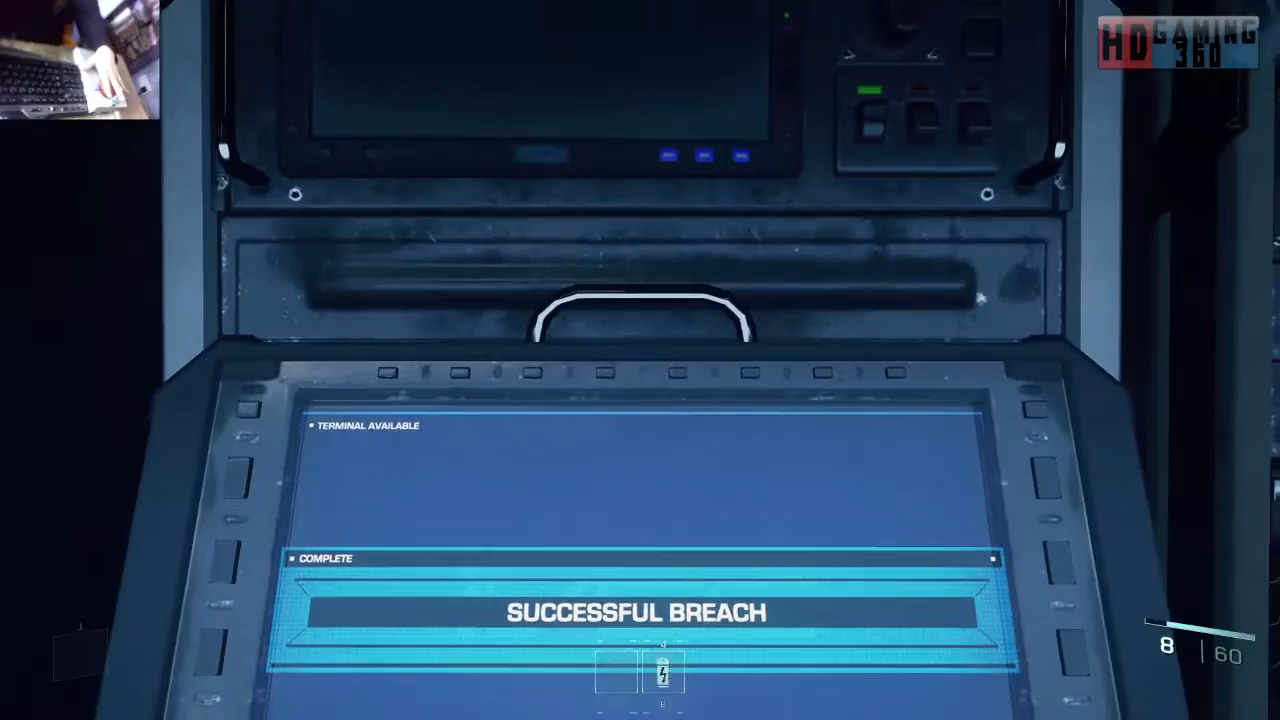 HD GAMING
360
TERMINAL AVAILABLE
COMPLETE
SUCCESSFUL BREACH
8 | 60